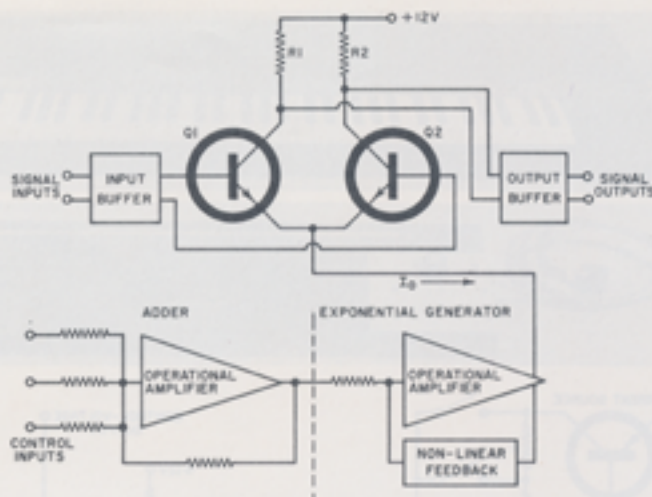 +12V
R1
R2
Q1
Q2
SIGNAL
INPUTS
INPUT
BUFFER
OUTPUT
BUFFER
SIGNAL
OUTPUTS
I₀
ADDER
EXPONENTIAL GENERATOR
OPERATIONAL
AMPLIFIER
OPERATIONAL
AMPLIFIER
CONTROL
INPUTS
NON-LINEAR
FEEDBACK